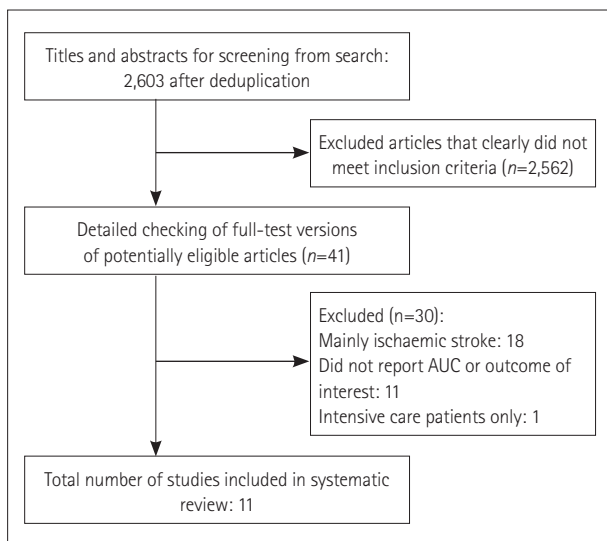 Titles and abstracts for screening from search:
2,603 after deduplication
Excluded articles that clearly did not
meet inclusion criteria (n=2,562)
Detailed checking of full-test versions
of potentially eligible articles (n=41)
Excluded (n=30):
Mainly ischaemic stroke: 18
Did not report AUC or outcome of
interest: 11
Intensive care patients only: 1
Total number of studies included in systematic
review: 11